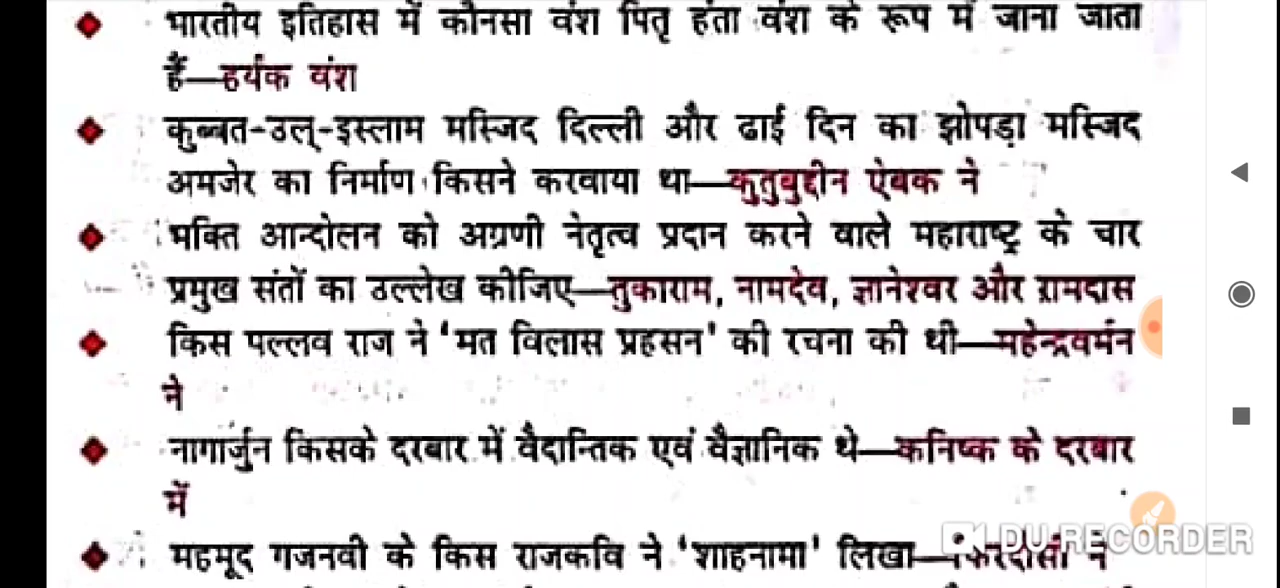 भारतीय इतिहास में कौनसा वंश पितृ हंता वंश के रूप में जाना जाता
हैं—हर्यक वंश
कुब्बत-उल्-इस्लाम मस्जिद दिल्ली और ढाई दिन का झोपड़ा मस्जिद
अमजेर का निर्माण किसने करवाया था—कुतुबुद्दीन ऐबक ने
भक्ति आन्दोलन को अग्रणी नेतृत्व प्रदान करने वाले महाराष्ट्र के चार
प्रमुख संतों का उल्लेख कीजिए—तुकाराम, नामदेव, ज्ञानेश्वर और रामदास
किस पल्लव राज ने 'मत विलास प्रहसन' की रचना की थी—महेन्द्रवर्मन
ने
नागार्जुन किसके दरबार में वैदान्तिक एवं वैज्ञानिक थे—कनिष्क के दरबार
में
महमूद गजनवी के किस राजकवि ने 'शाहनामा' लिखा— ने
DU RECORDER